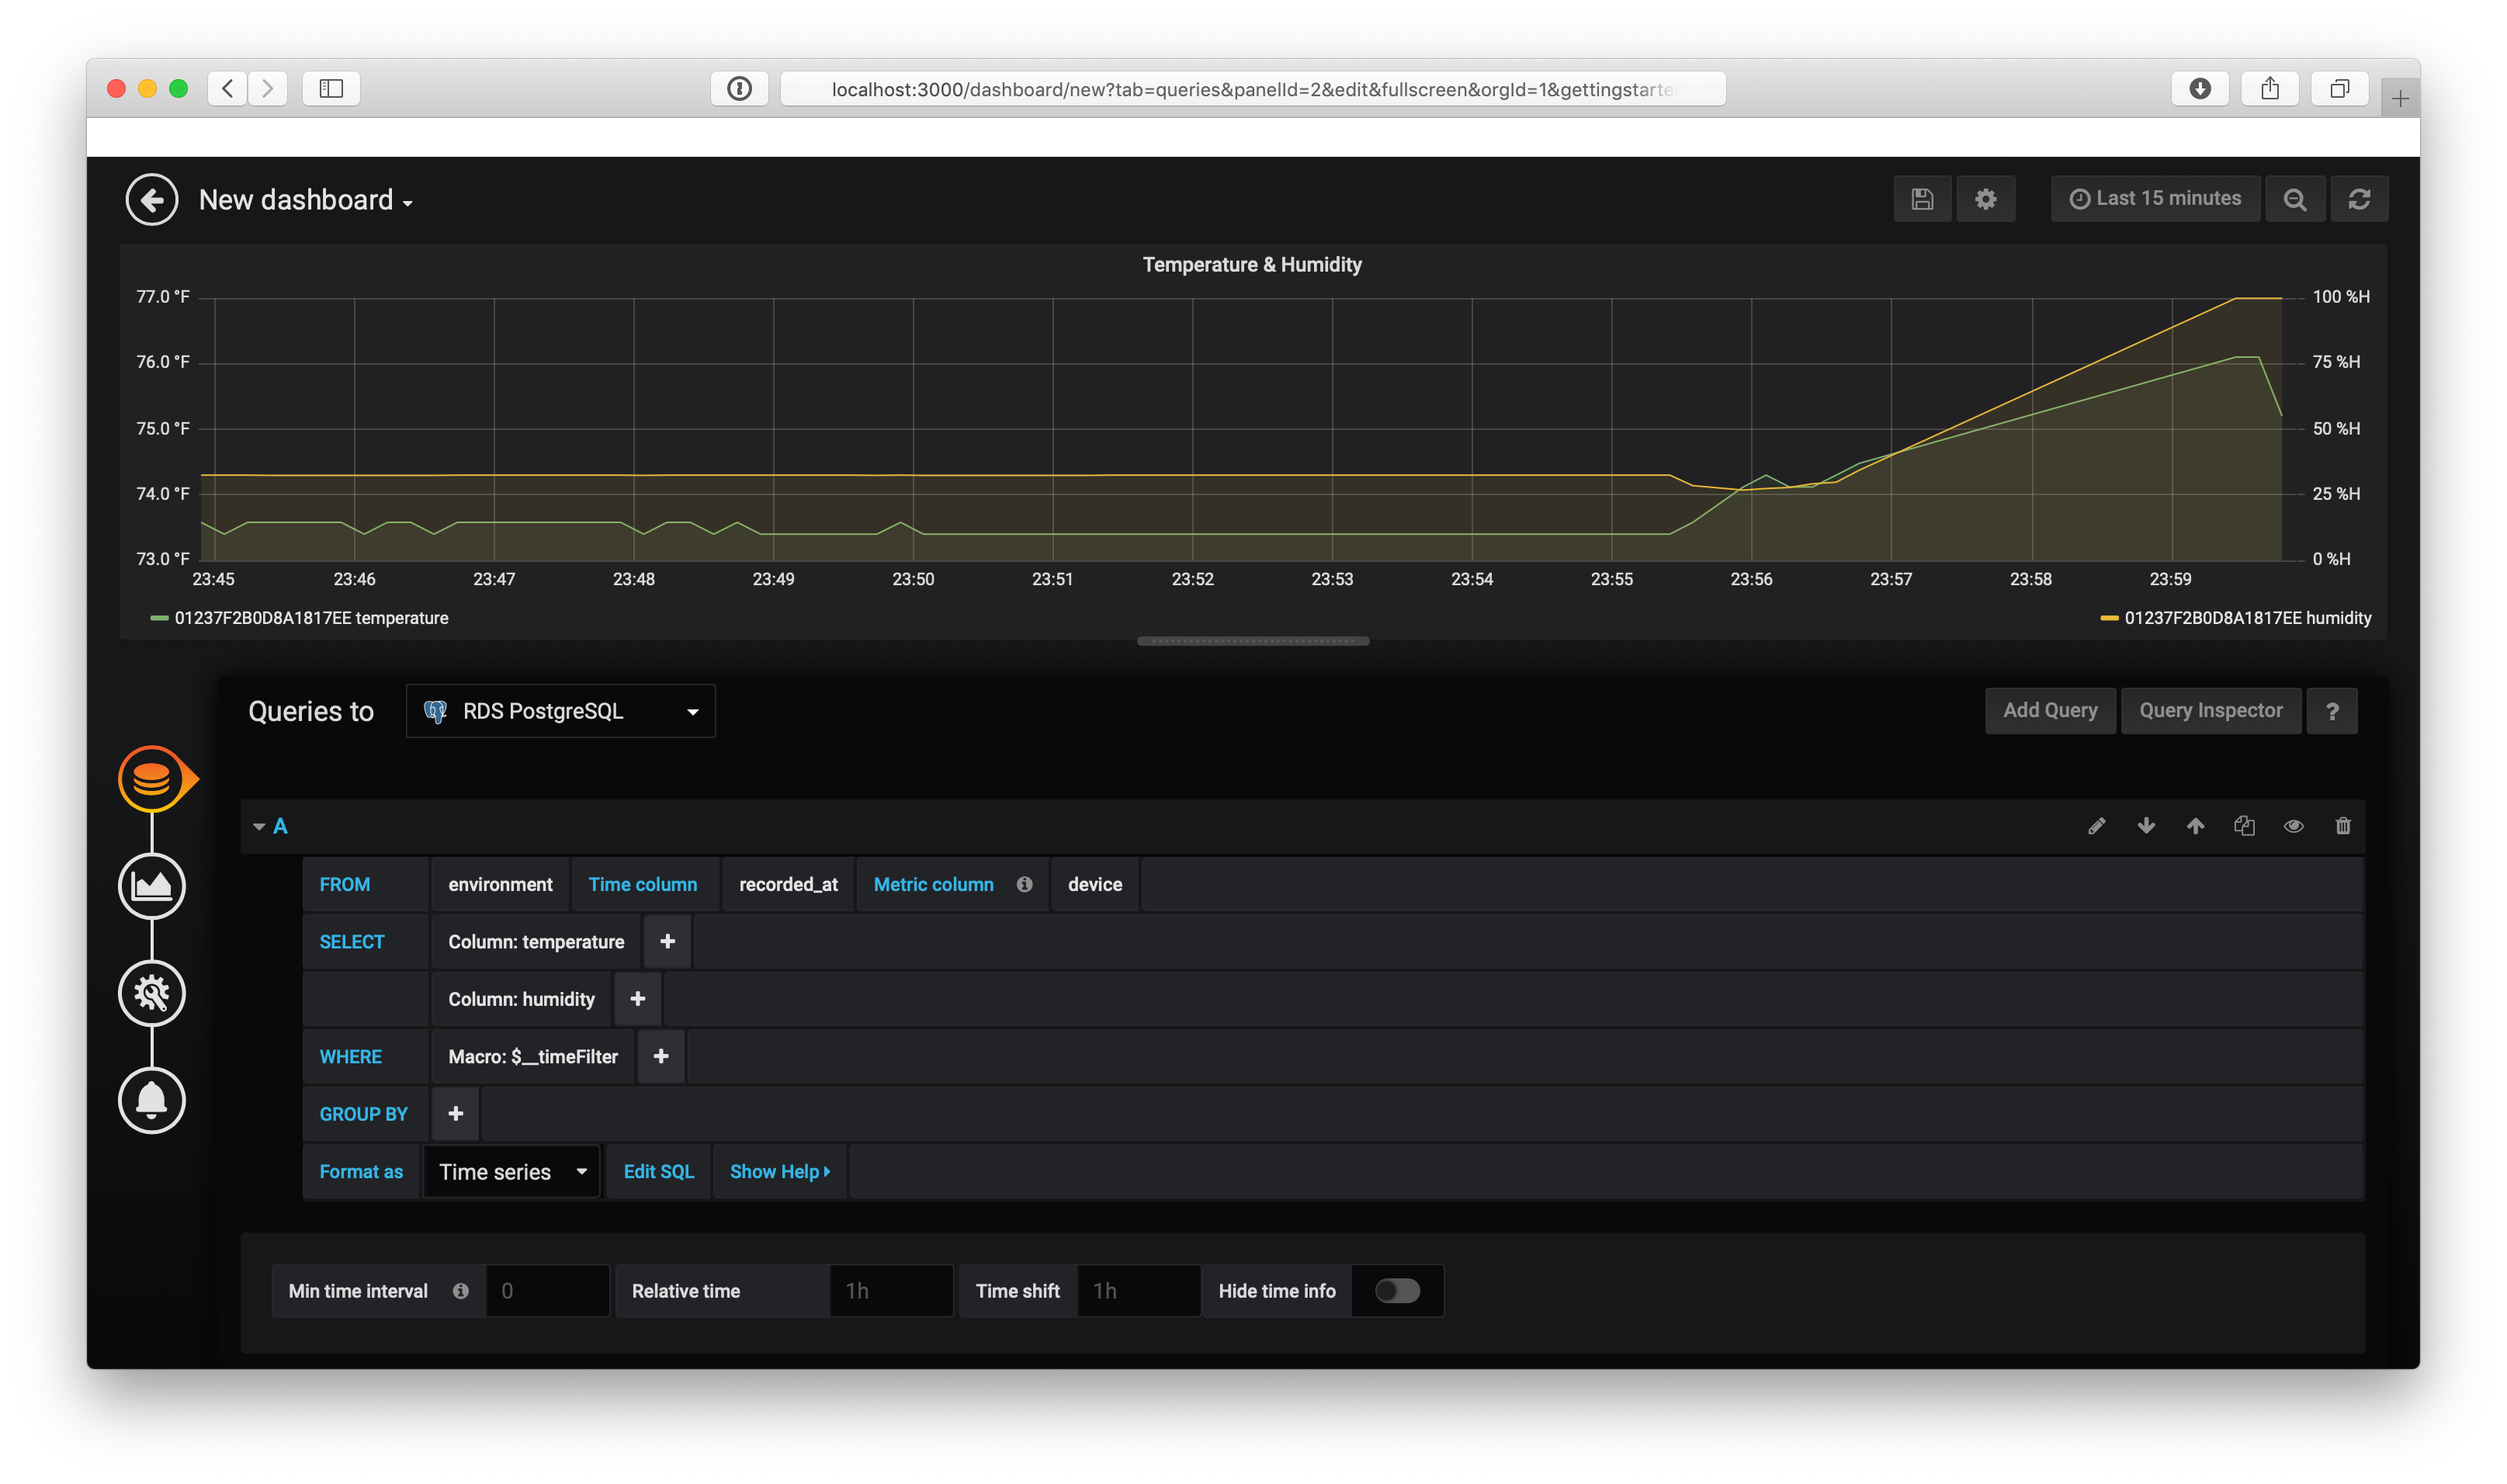 localhost:3000/dashboard/new?tab=queries&panelId=2&edit&fullscreen&orgId=1&gettingstarte
New dashboard
Last 15 minutes
Temperature & Humidity
77.0 °F
100 %H
76.0 °F
75 %H
75.0 °F
50 %H
74.0 °F
25 %H
73.0 °F
0 %H
23:45 23:46 23:47 23:48 23:49 23:50 23:51 23:52 23:53 23:54 23:55 23:56 23:57 23:58 23:59
01237F2B0D8A1817EE temperature
01237F2B0D8A1817EE humidity
Queries to RDS PostgreSQL
Add Query Query Inspector ?
A
FROM environment Time column recorded_at Metric column device
SELECT Column: temperature +
Column: humidity +
WHERE Macro: $__timeFilter +
GROUP BY +
Format as Time series Edit SQL Show Help
Min time interval 0 Relative time 1h Time shift 1h Hide time info